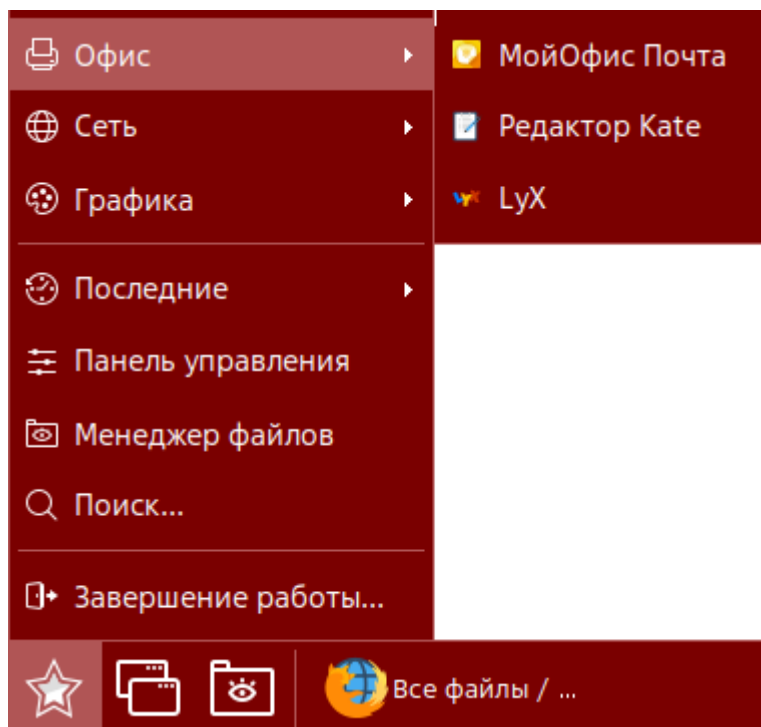 Офис
Сеть
Графика
Последние
Панель управления
Менеджер файлов
Поиск...
Завершение работы...
МойОфис Почта
Редактор Kate
LyX
Все файлы / ...